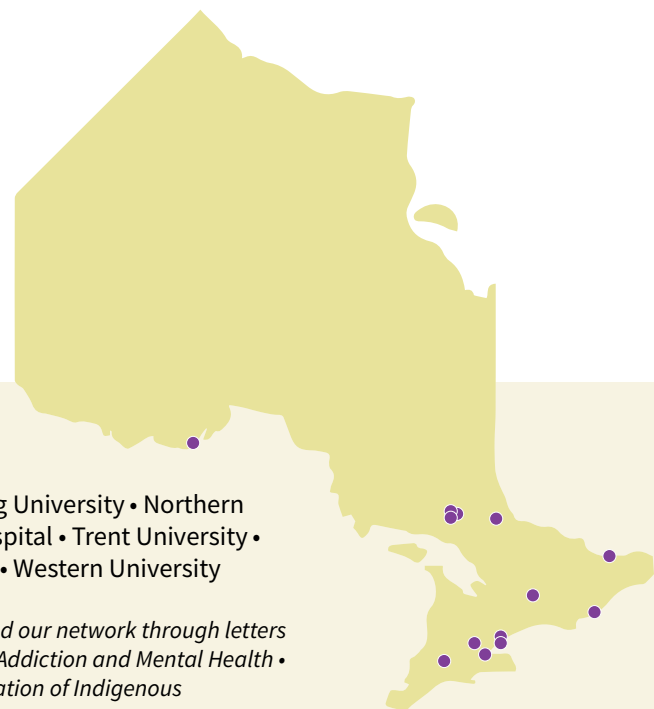 g University • Northern
spital • Trent University •
• Western University
d our network through letters
Addiction and Mental Health •
ation of Indigenous